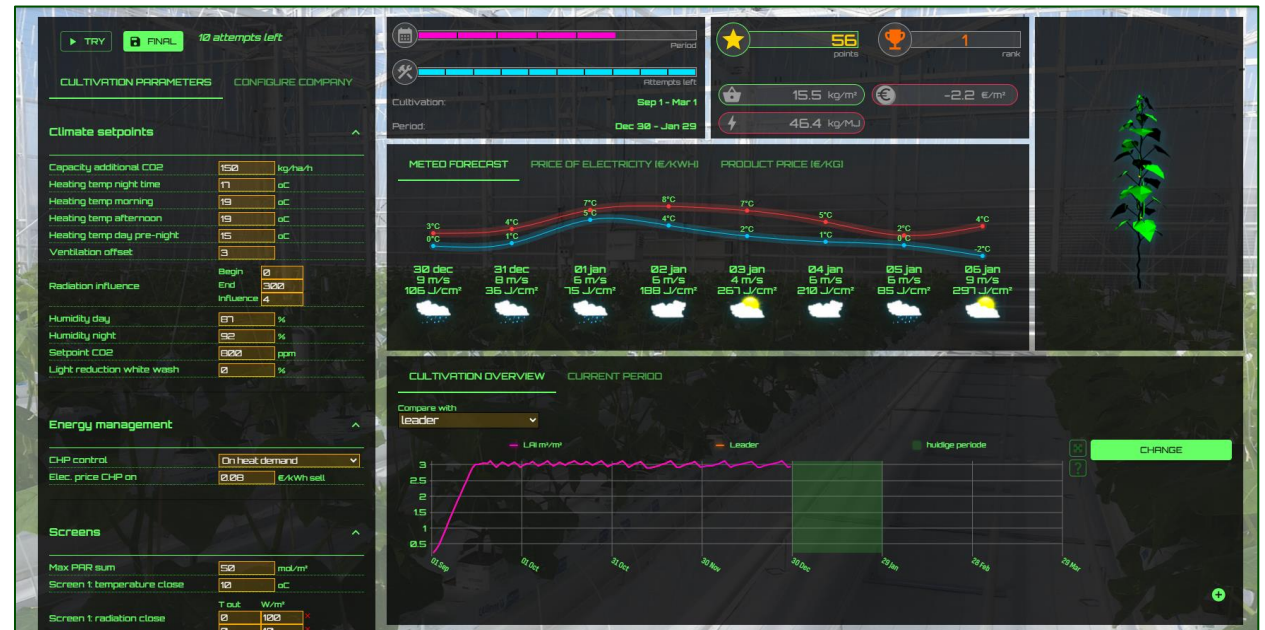 TRY
FINAL
10 attempts left
CULTIVATION PARAMETERS
CONFIGURE COMPANY
Climate setpoints
Capacity additional CO2 150 kg/ha/h
Heating temp night time 17 oC
Heating temp morning 19 oC
Heating temp afternoon 19 oC
Heating temp day pre-night 15 oC
Ventilation offset 3
Radiation influence
Begin 0
End 300
Influence 4
Humidity day 87 %
Humidity night 92 %
Setpoint CO2 800 ppm
Light reduction white wash 0 %
Energy management
CHP control On heat demand
Elec. price CHP on 0.08 €/kWh sell
Screens
Max PAR sum 50 mol/m²
Screen 1: temperature close 10 oC
T out W/m²
Screen 1: radiation close 0 100
Period
Attempts left
Cultivation: Sep 1 - Mar 1
Period: Dec 30 - Jan 29
56
points
1
rank
15.5 kg/m²
-2.2 €/m²
46.4 kg/MJ
METEO FORECAST
PRICE OF ELECTRICITY (€/KWH)
PRODUCT PRICE (€/KG)
3°C 4°C 7°C 8°C 7°C 5°C 2°C 4°C
0°C 1°C 5°C 4°C 2°C 1°C 0°C -2°C
30 dec 31 dec 01 jan 02 jan 03 jan 04 jan 05 jan 06 jan
9 m/s 8 m/s 6 m/s 6 m/s 4 m/s 6 m/s 6 m/s 9 m/s
106 J/cm² 36 J/cm² 75 J/cm² 188 J/cm² 267 J/cm² 210 J/cm² 85 J/cm² 297 J/cm²
CULTIVATION OVERVIEW
CURRENT PERIOD
Compare with
leader
LAI m²/m²
Leader
huidige periode
CHANGE
?
3
2.5
2
1.5
1
0.5
01 Sep
01 Oct
31 Oct
30 Nov
30 Dec
29 Jan
28 Feb
29 Mar